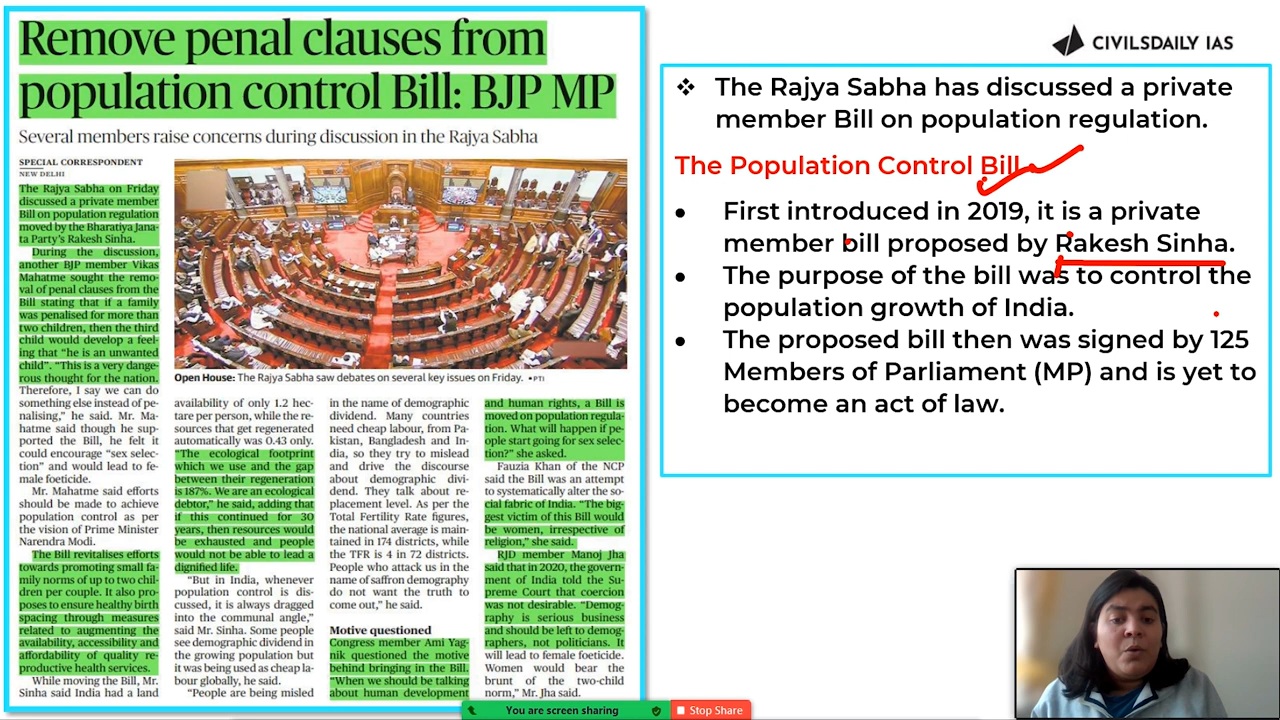 Remove penal clauses from
population control Bill: BJP MP
Several members raise concerns during discussion in the Rajya Sabha
SPECIAL CORRESPONDENT
NEW DELHI
The Rajya Sabha on Friday
discussed a private member
Bill on population regulation
moved by the Bharatiya Jana-
ta Party's Rakesh Sinha.
During the discussion,
another BJP member Vikas
Mahatme sought the remo-
val of penal clauses from the
Bill stating that if a family
was penalised for more than
two children, then the third
child would develop a feel-
ing that "he is an unwanted
child". "This is a very dange-
rous thought for the nation.
Therefore, I say we can do
something else instead of pe-
nalising," he said. Mr. Ma-
hatme said though he sup-
ported the Bill, he felt it
could encourage "sex selec-
tion" and would lead to fe-
male foeticide.
Mr. Mahatme said efforts
should be made to achieve
population control as per
the vision of Prime Minister
Narendra Modi.
The Bill revitalises efforts
towards promoting small fa-
mily norms of up to two chil-
dren per couple. It also pro-
poses to ensure healthy birth
spacing through measures
related to augmenting the
availability, accessibility and
affordability of quality re-
productive health services.
While moving the Bill, Mr.
Sinha said India had a land
Open House: The Rajya Sabha saw debates on several key issues on Friday. •PTI
availability of only 1.2 hec-
tare per person, while the re-
sources that get regenerated
automatically was 0.43 only.
"The ecological footprint
which we use and the gap
between their regeneration
is 187%. We are an ecological
debtor," he said, adding that
if this continued for 30
years, then resources would
be exhausted and people
would not be able to lead a
dignified life.
"But in India, whenever
population control is dis-
cussed, it is always dragged
into the communal angle,"
said Mr. Sinha. Some people
see demographic dividend in
the growing population but
it was being used as cheap la-
bour globally, he said.
"People are being misled
in the name of demographic
dividend. Many countries
need cheap labour, from Pa-
kistan, Bangladesh and In-
dia, so they try to mislead
and drive the discourse
about demographic divi-
dend. They talk about re-
placement level. As per the
Total Fertility Rate figures,
the national average is main-
tained in 174 districts, while
the TFR is 4 in 72 districts.
People who attack us in the
name of saffron demography
do not want the truth to
come out," he said.
Motive questioned
Congress member Ami Yag-
nik questioned the motive
behind bringing in the Bill.
"When we should be talking
about human development
and human rights, a Bill is
moved on population regula-
tion. What will happen if peo-
ple start going for sex selec-
tion?" she asked.
Fauzia Khan of the NCP
said the Bill was an attempt
to systematically alter the so-
cial fabric of India. "The big-
gest victim of this Bill would
be women, irrespective of
religion," she said.
RJD member Manoj Jha
said that in 2020, the govern-
ment of India told the Su-
preme Court that coercion
was not desirable. "Demog-
raphy is serious business
and should be left to demog-
raphers, not politicians. It
will lead to female foeticide.
Women would bear the
brunt of the two-child
norm," Mr. Jha said.
CIVILSDAILY IAS
❖ The Rajya Sabha has discussed a private
member Bill on population regulation.
The Population Control Bill
• First introduced in 2019, it is a private
member bill proposed by Rakesh Sinha.
• The purpose of the bill was to control the
population growth of India.
• The proposed bill then was signed by 125
Members of Parliament (MP) and is yet to
become an act of law.
You are screen sharing
Stop Share